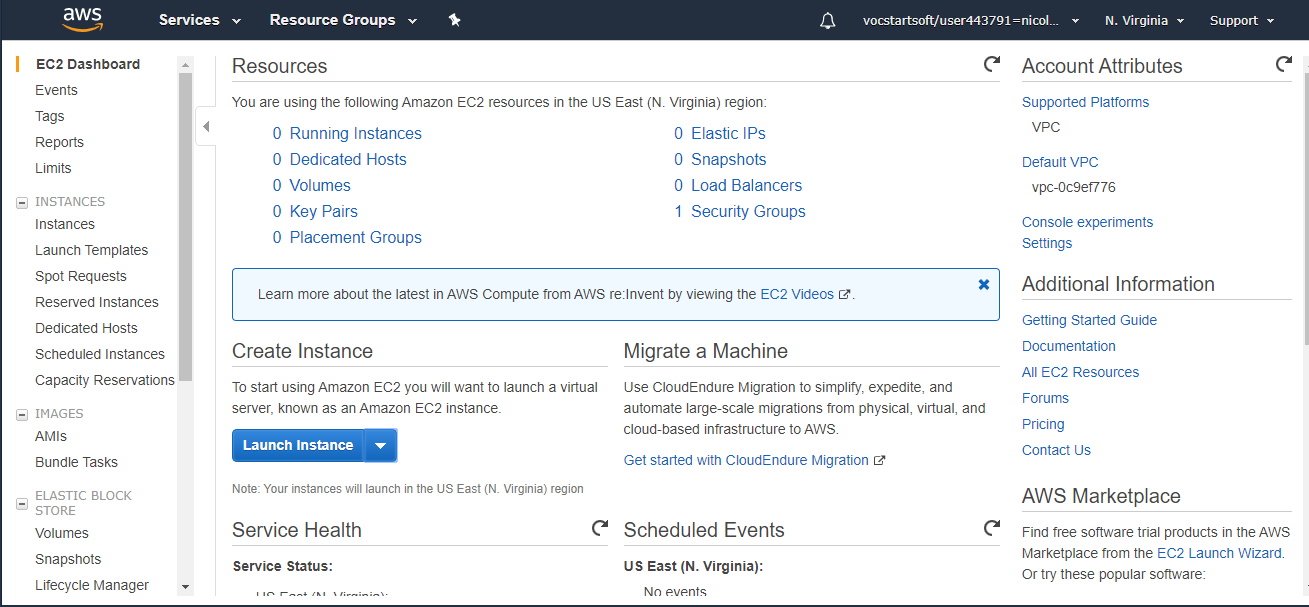 aws
Services
Resource Groups
vocstartsoft/user443791=nicol...
N. Virginia
Support
EC2 Dashboard
Events
Tags
Reports
Limits
INSTANCES
Instances
Launch Templates
Spot Requests
Reserved Instances
Dedicated Hosts
Scheduled Instances
Capacity Reservations
IMAGES
AMIs
Bundle Tasks
ELASTIC BLOCK
STORE
Volumes
Snapshots
Lifecycle Manager
Resources
You are using the following Amazon EC2 resources in the US East (N. Virginia) region:
0 Running Instances
0 Dedicated Hosts
0 Volumes
0 Key Pairs
0 Placement Groups
0 Elastic IPs
0 Snapshots
0 Load Balancers
1 Security Groups
Learn more about the latest in AWS Compute from AWS re:Invent by viewing the EC2 Videos.
Create Instance
To start using Amazon EC2 you will want to launch a virtual
server, known as an Amazon EC2 instance.
Launch Instance
Note: Your instances will launch in the US East (N. Virginia) region
Migrate a Machine
Use CloudEndure Migration to simplify, expedite, and
automate large-scale migrations from physical, virtual, and
cloud-based infrastructure to AWS.
Get started with CloudEndure Migration
Service Health
Service Status:
US East (N. Virginia):
Scheduled Events
US East (N. Virginia):
No events
Account Attributes
Supported Platforms
VPC
Default VPC
vpc-0c9ef776
Console experiments
Settings
Additional Information
Getting Started Guide
Documentation
All EC2 Resources
Forums
Pricing
Contact Us
AWS Marketplace
Find free software trial products in the AWS
Marketplace from the EC2 Launch Wizard.
Or try these popular software: